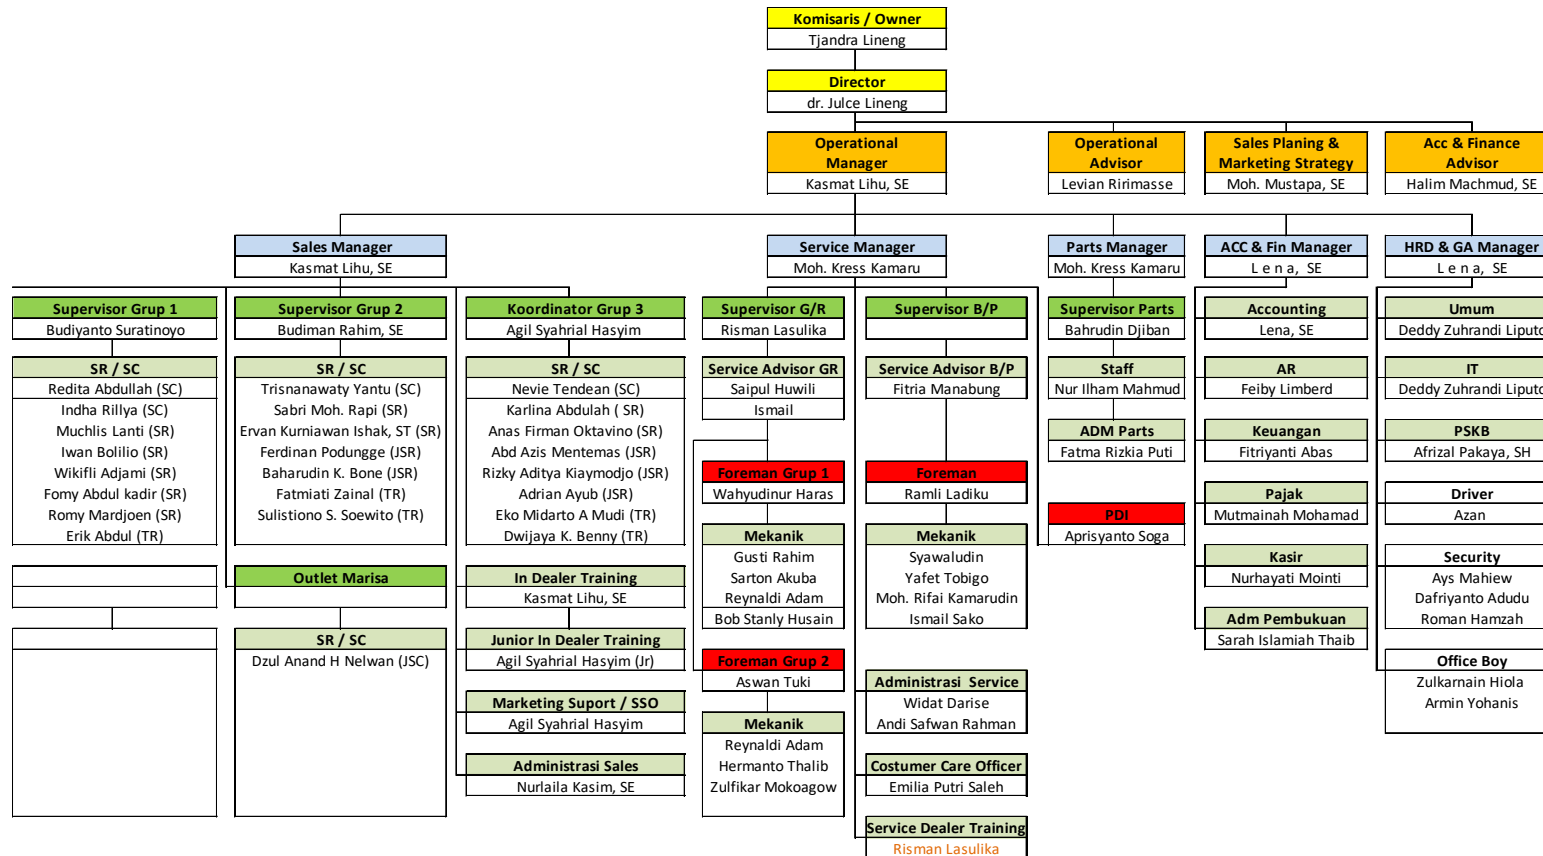 Komisaris / Owner
Tjandra Lineng
Director
dr. Julce Lineng
Operational
Manager
Kasmat Lihu, SE
Operational
Advisor
Levian Ririmasse
Sales Planing &
Marketing Strategy
Moh. Mustapa, SE
Acc & Finance
Advisor
Halim Machmud, SE
Sales Manager
Kasmat Lihu, SE
Service Manager
Moh. Kress Kamaru
Parts Manager
Moh. Kress Kamaru
ACC & Fin Manager
L e n a, SE
HRD & GA Manager
L e n a, SE
Supervisor Grup 1
Budiyanto Suratinoyo
SR / SC
Redita Abdullah (SC)
Indha Rillya (SC)
Muchlis Lanti (SR)
Iwan Bolilio (SR)
Wikifli Adjami (SR)
Fomy Abdul kadir (SR)
Romy Mardjoen (SR)
Erik Abdul (TR)
Supervisor Grup 2
Budiman Rahim, SE
SR / SC
Trisnanawaty Yantu (SC)
Sabri Moh. Rapi (SR)
Ervan Kurniawan Ishak, ST (SR)
Ferdinan Podungge (JSR)
Baharudin K. Bone (JSR)
Fatmiati Zainal (TR)
Sulistiono S. Soewito (TR)
Outlet Marisa
SR / SC
Dzul Anand H Nelwan (JSC)
Koordinator Grup 3
Agil Syahrial Hasyim
SR / SC
Nevie Tendean (SC)
Karlina Abdulah ( SR)
Anas Firman Oktavino (SR)
Abd Azis Mentemas (JSR)
Rizky Aditya Kiaymodjo (JSR)
Adrian Ayub (JSR)
Eko Midarto A Mudi (TR)
Dwijaya K. Benny (TR)
In Dealer Training
Kasmat Lihu, SE
Junior In Dealer Training
Agil Syahrial Hasyim (Jr)
Marketing Suport / SSO
Agil Syahrial Hasyim
Administrasi Sales
Nurlaila Kasim, SE
Supervisor G/R
Risman Lasulika
Service Advisor GR
Saipul Huwili
Ismail
Foreman Grup 1
Wahyudinur Haras
Mekanik
Gusti Rahim
Sarton Akuba
Reynaldi Adam
Bob Stanly Husain
Foreman Grup 2
Aswan Tuki
Mekanik
Reynaldi Adam
Hermanto Thalib
Zulfikar Mokoagow
Supervisor B/P
Service Advisor B/P
Fitria Manabung
Foreman
Ramli Ladiku
Mekanik
Syawaludin
Yafet Tobigo
Moh. Rifai Kamarudin
Ismail Sako
Administrasi Service
Widat Darise
Andi Safwan Rahman
Costumer Care Officer
Emilia Putri Saleh
Service Dealer Training
Risman Lasulika
Supervisor Parts
Bahrudin Djiban
Staff
Nur Ilham Mahmud
ADM Parts
Fatma Rizkia Puti
PDI
Aprisyanto Soga
Accounting
Lena, SE
AR
Feiby Limberd
Keuangan
Fitriyanti Abas
Pajak
Mutmainah Mohamad
Kasir
Nurhayati Mointi
Adm Pembukuan
Sarah Islamiah Thaib
Umum
Deddy Zuhrandi Liputo
IT
Deddy Zuhrandi Liputo
PSKB
Afrizal Pakaya, SH
Driver
Azan
Security
Ays Mahiew
Dafriyanto Adudu
Roman Hamzah
Office Boy
Zulkarnain Hiola
Armin Yohanis